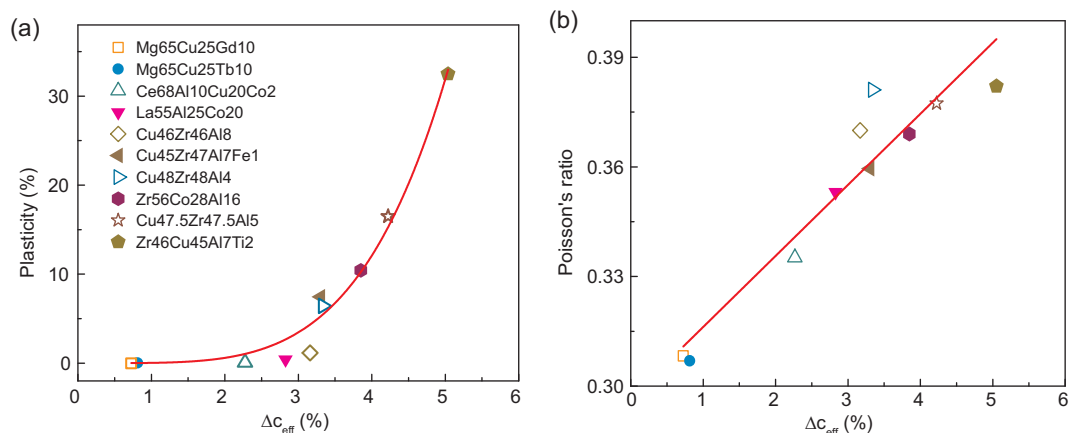 (a)
Plasticity (%)
30
20
10
0
Mg65Cu25Gd10
Mg65Cu25Tb10
Ce68Al10Cu20Co2
La55Al25Co20
Cu46Zr46Al8
Cu45Zr47Al7Fe1
Cu48Zr48Al4
Zr56Co28Al16
Cu47.5Zr47.5Al5
Zr46Cu45Al7Ti2
0 1 2 3 4 5 6
Δc_eff (%)
(b)
Poisson's ratio
0.39
0.36
0.33
0.30
0 1 2 3 4 5 6
Δc_eff (%)